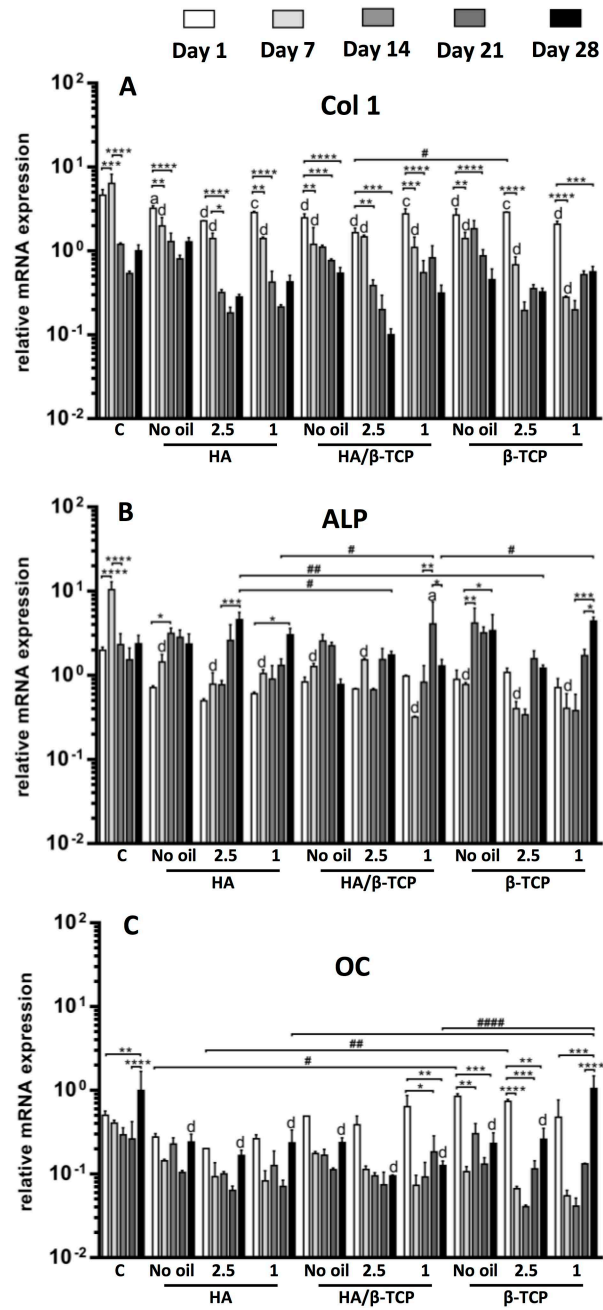 Day 1 Day 7 Day 14 Day 21 Day 28
A
Col 1
relative mRNA expression
10²
10¹
10⁰
10⁻¹
10⁻²
**** *** **** ** **** * **** ** **** *** ** *** ** **** *** **** ** **** *** ****
#
a d d d c d d d d d c d d d c d d d
C No oil 2.5 1 No oil 2.5 1 No oil 2.5 1
HA HA/β-TCP β-TCP
B
ALP
relative mRNA expression
10²
10¹
10⁰
10⁻¹
10⁻²
# #
##
#
**** **** * *** * ** * ** * *** *
d d d d d d a d d d d
C No oil 2.5 1 No oil 2.5 1 No oil 2.5 1
HA HA/β-TCP β-TCP
C
OC
relative mRNA expression
10²
10¹
10⁰
10⁻¹
10⁻²
####
##
#
** **** ** * *** ** ** *** **** *** ****
d d d d d d d d
C No oil 2.5 1 No oil 2.5 1 No oil 2.5 1
HA HA/β-TCP β-TCP